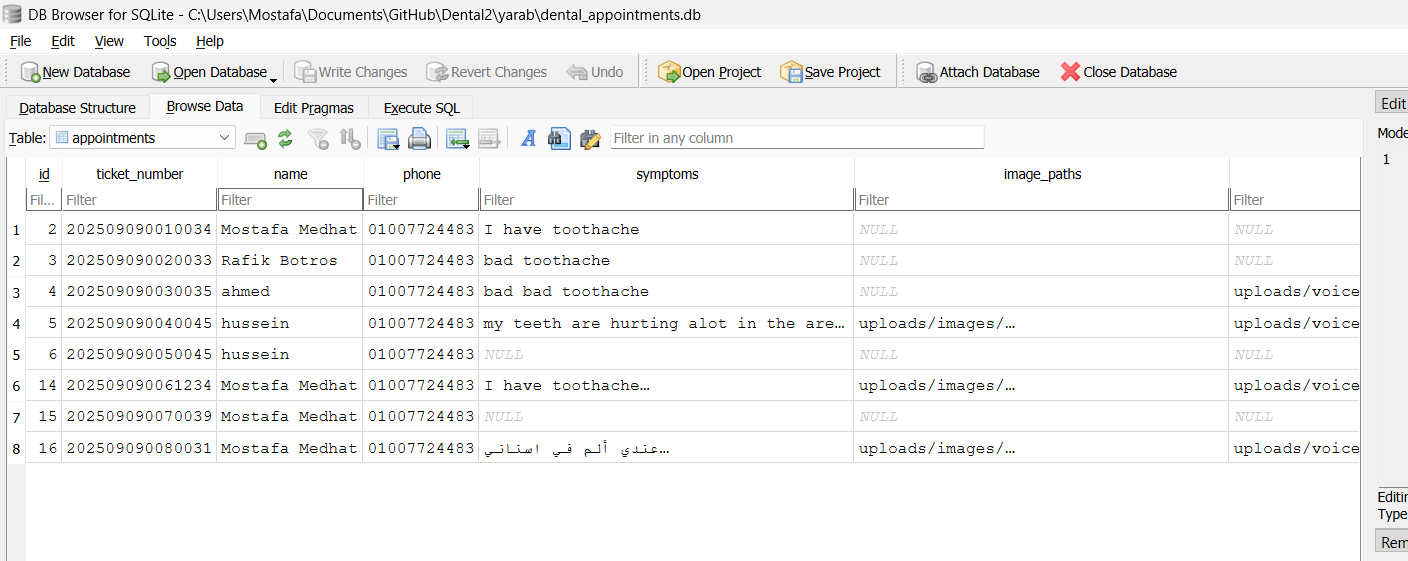 DB Browser for SQLite - C:\Users\Mostafa\Documents\GitHub\Dental2\yarab\dental_appointments.db
File Edit View Tools Help
New Database Open Database Write Changes Revert Changes Undo Open Project Save Project Attach Database Close Database
Database Structure Browse Data Edit Pragmas Execute SQL Edit
Table: appointments Filter in any column Mode
1
id ticket_number name phone symptoms image_paths
Fil... Filter Filter Filter Filter Filter Filter
1 2 202509090010034 Mostafa Medhat 01007724483 I have toothache NULL NULL
2 3 202509090020033 Rafik Botros 01007724483 bad toothache NULL NULL
3 4 202509090030035 ahmed 01007724483 bad bad toothache NULL uploads/voice
4 5 202509090040045 hussein 01007724483 my teeth are hurting alot in the are… uploads/images/… uploads/voice
5 6 202509090050045 hussein 01007724483 NULL NULL NULL
6 14 202509090061234 Mostafa Medhat 01007724483 I have toothache… uploads/images/… uploads/voice
7 15 202509090070039 Mostafa Medhat 01007724483 NULL NULL NULL
8 16 202509090080031 Mostafa Medhat 01007724483 عندي ألم في اسناني… uploads/images/… uploads/voice
Editin
Type
Rem